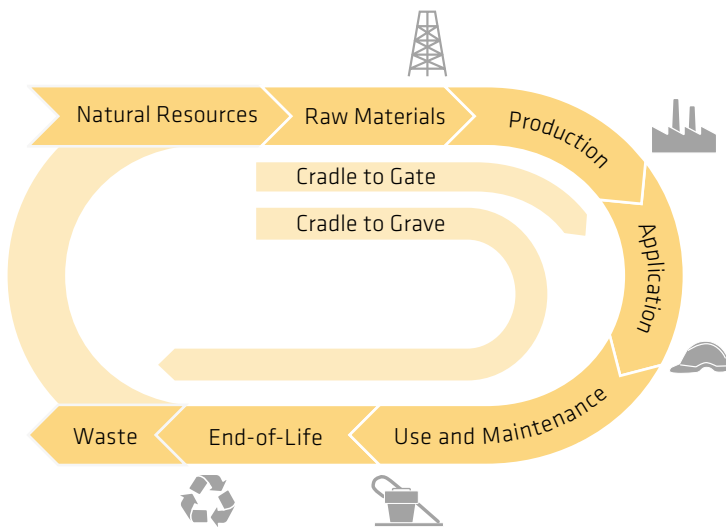 Natural Resources
Raw Materials
Production
Cradle to Gate
Cradle to Grave
Application
Use and Maintenance
End-of-Life
Waste